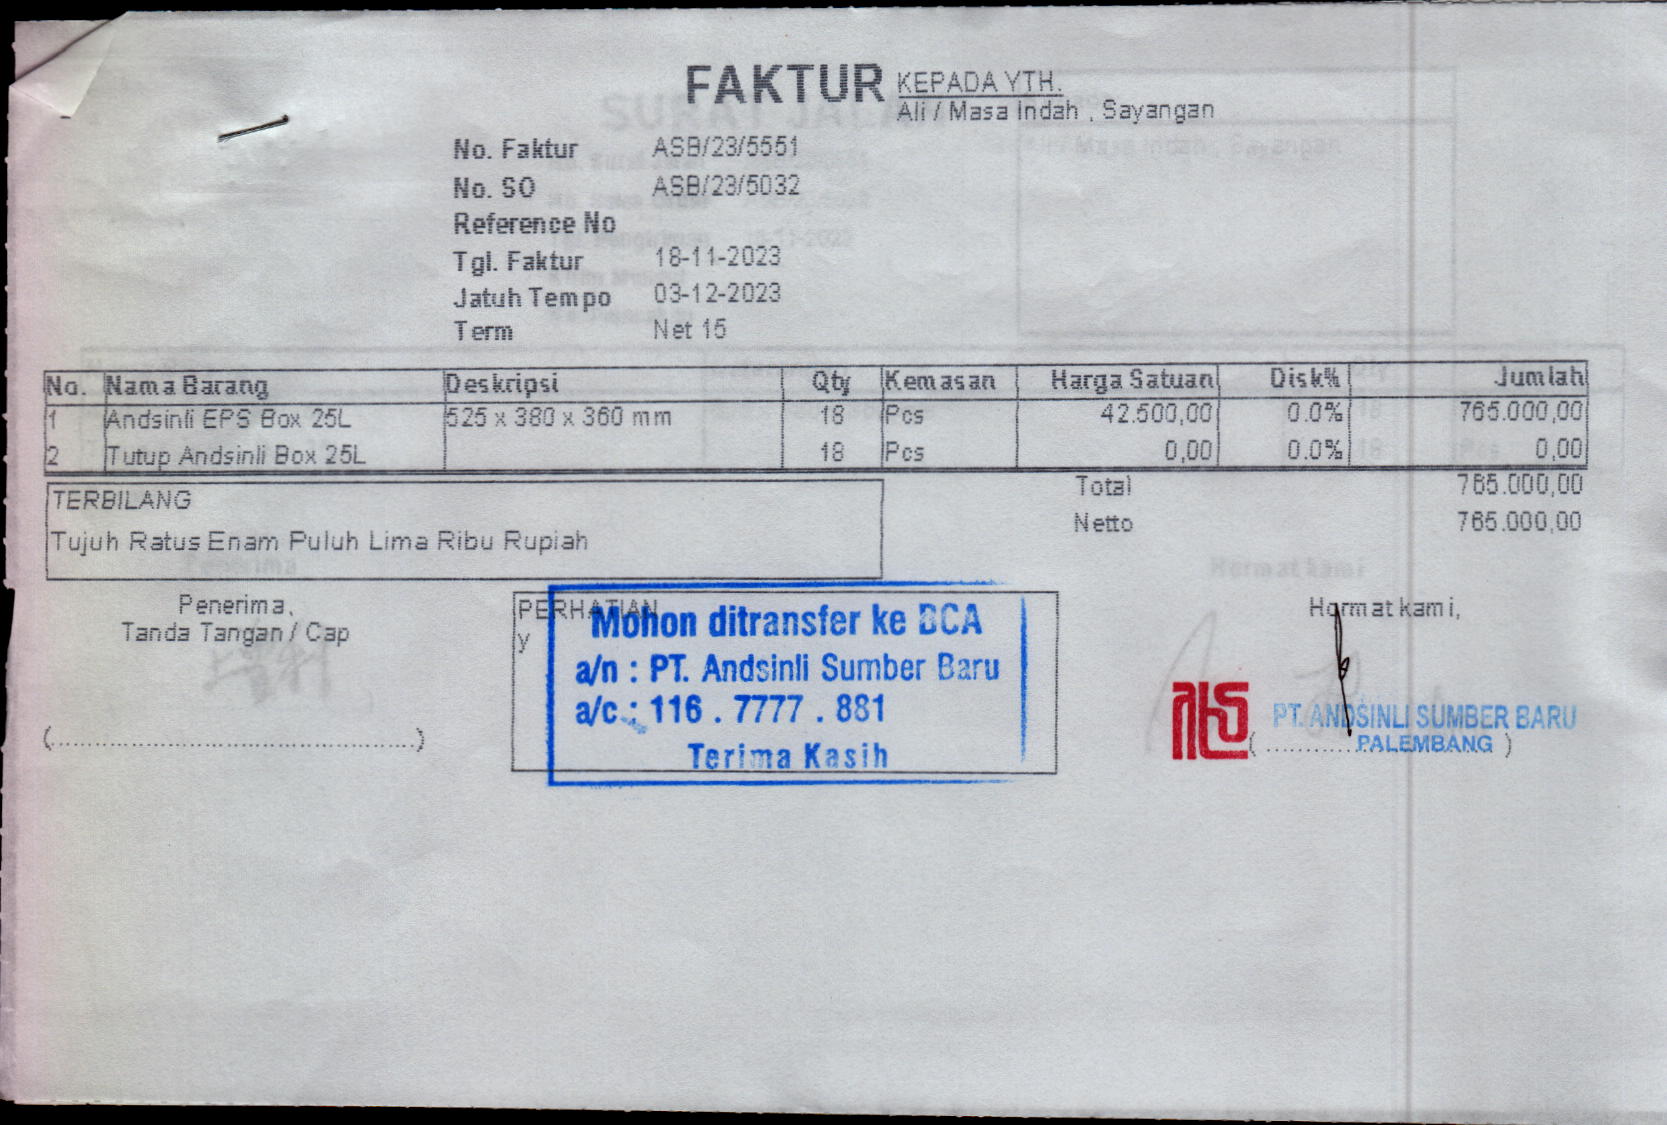 FAKTUR
KEPADA YTH.
Ali / Masa Indah , Sayangan
No. Faktur ASB/23/5551
No. SO ASB/23/5032
Reference No
Tgl. Faktur 18-11-2023
Jatuh Tempo 03-12-2023
Term Net 15
No. Nama Barang Deskripsi Qty Kemasan Harga Satuan Disk% Jumlah
1 Andsinli EPS Box 25L 525 x 380 x 360 mm 18 Pcs 42.500,00 0.0% 765.000,00
2 Tutup Andsinli Box 25L 18 Pcs 0,00 0.0% 0,00
Total 765.000,00
Netto 765.000,00
TERBILANG
Tujuh Ratus Enam Puluh Lima Ribu Rupiah
Penerima,
Tanda Tangan / Cap
(..............................................)
PERHATIAN
y
Mohon ditransfer ke BCA
a/n : PT. Andsinli Sumber Baru
a/c : 116 . 7777 . 881
Terima Kasih
Hormat kami,
PT. ANDSINLI SUMBER BARU
PALEMBANG